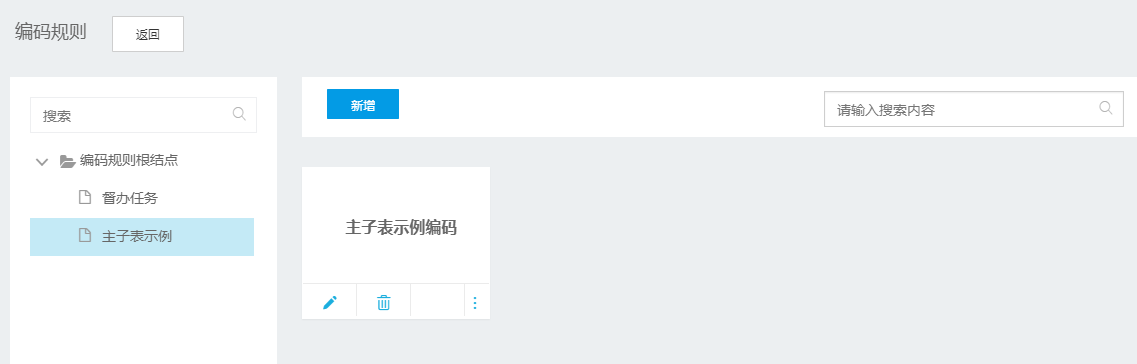 编码规则
返回
搜索
编码规则根结点
督办任务
主子表示例
新增
请输入搜索内容
主子表示例编码